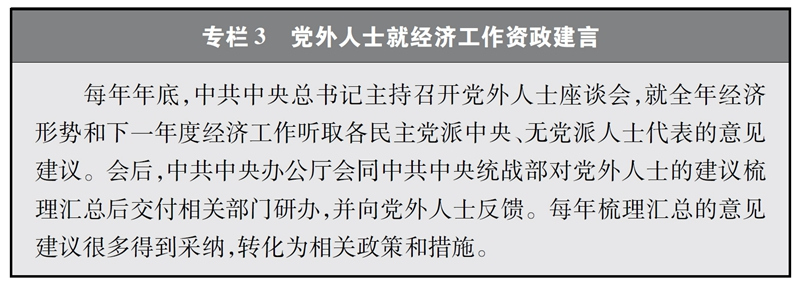 专栏3 党外人士就经济工作资政建言
每年年底，中共中央总书记主持召开党外人士座谈会，就全年经济
形势和下一年度经济工作听取各民主党派中央、无党派人士代表的意见
建议。会后，中共中央办公厅会同中共中央统战部对党外人士的建议梳
理汇总后交付相关部门研办，并向党外人士反馈。每年梳理汇总的意见
建议很多得到采纳，转化为相关政策和措施。